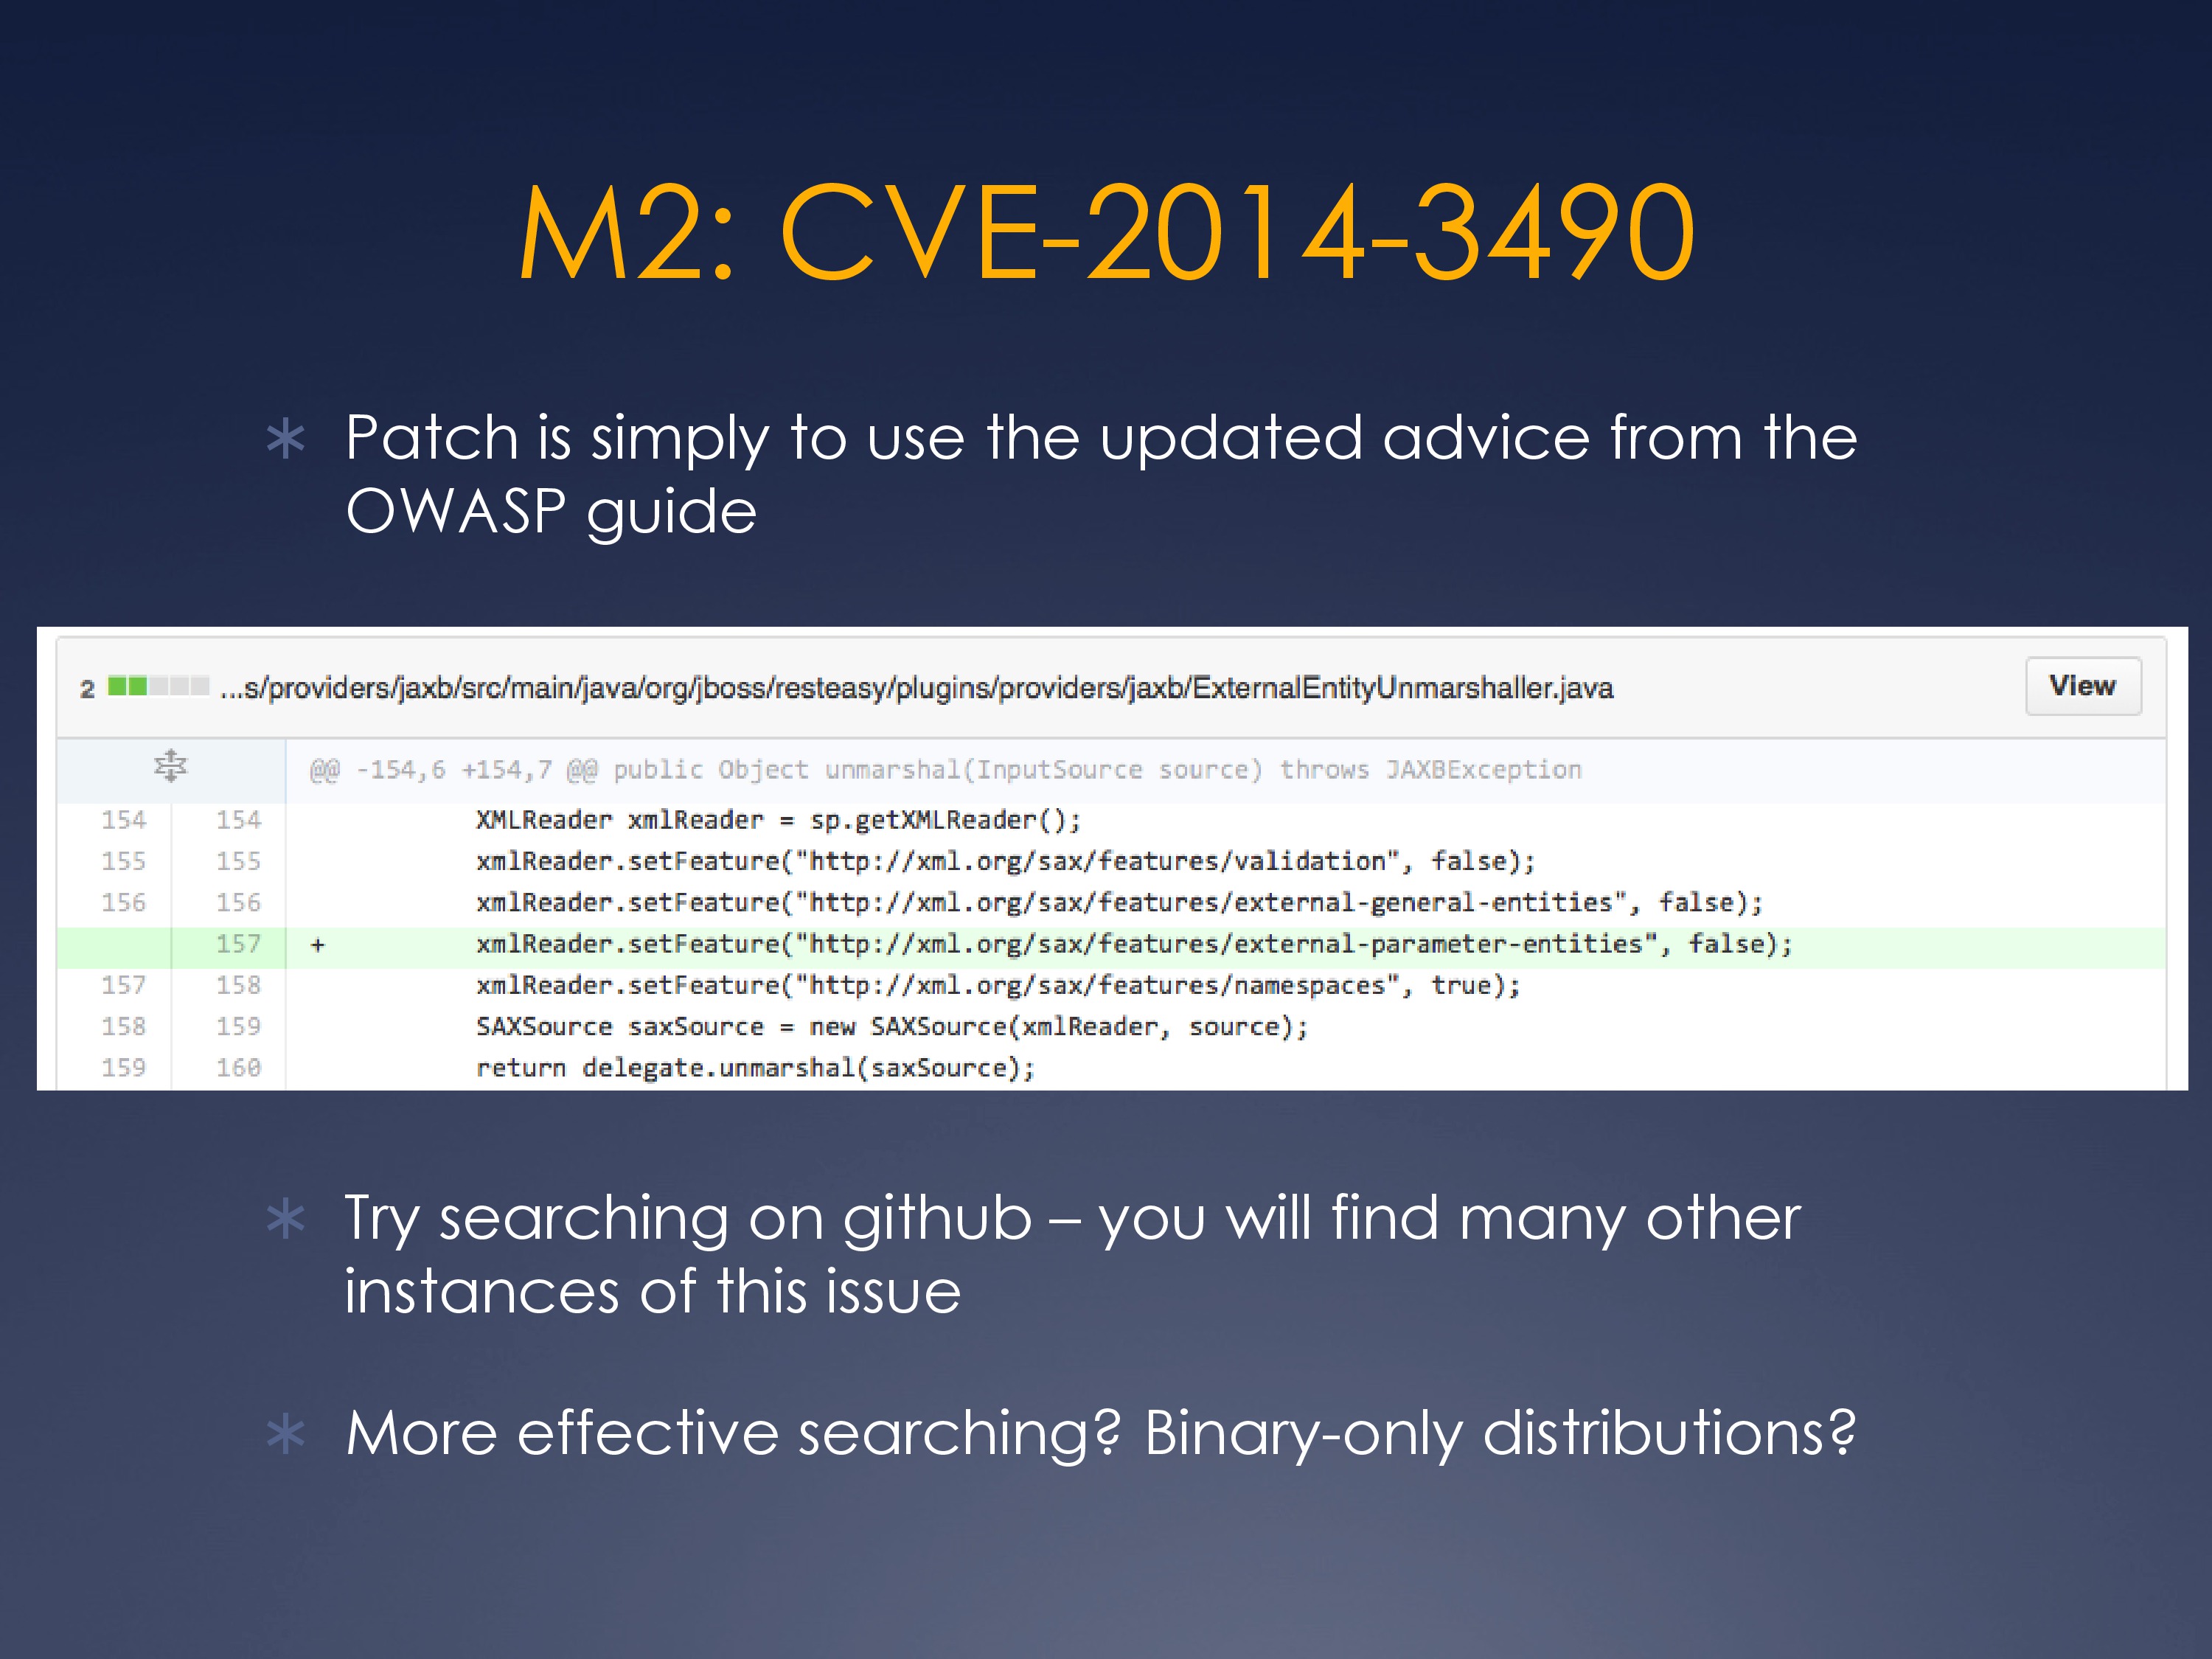 M2: CVE-2014-3490
* Patch is simply to use the updated advice from the
OWASP guide
2 ...s/providers/jaxb/src/main/java/org/jboss/resteasy/plugins/providers/jaxb/ExternalEntityUnmarshaller.java View
@@ -154,6 +154,7 @@ public Object unmarshal(InputSource source) throws JAXBException
154 154 XMLReader xmlReader = sp.getXMLReader();
155 155 xmlReader.setFeature("http://xml.org/sax/features/validation", false);
156 156 xmlReader.setFeature("http://xml.org/sax/features/external-general-entities", false);
157 + xmlReader.setFeature("http://xml.org/sax/features/external-parameter-entities", false);
157 158 xmlReader.setFeature("http://xml.org/sax/features/namespaces", true);
158 159 SAXSource saxSource = new SAXSource(xmlReader, source);
159 160 return delegate.unmarshal(saxSource);
* Try searching on github – you will find many other
instances of this issue
* More effective searching? Binary-only distributions?